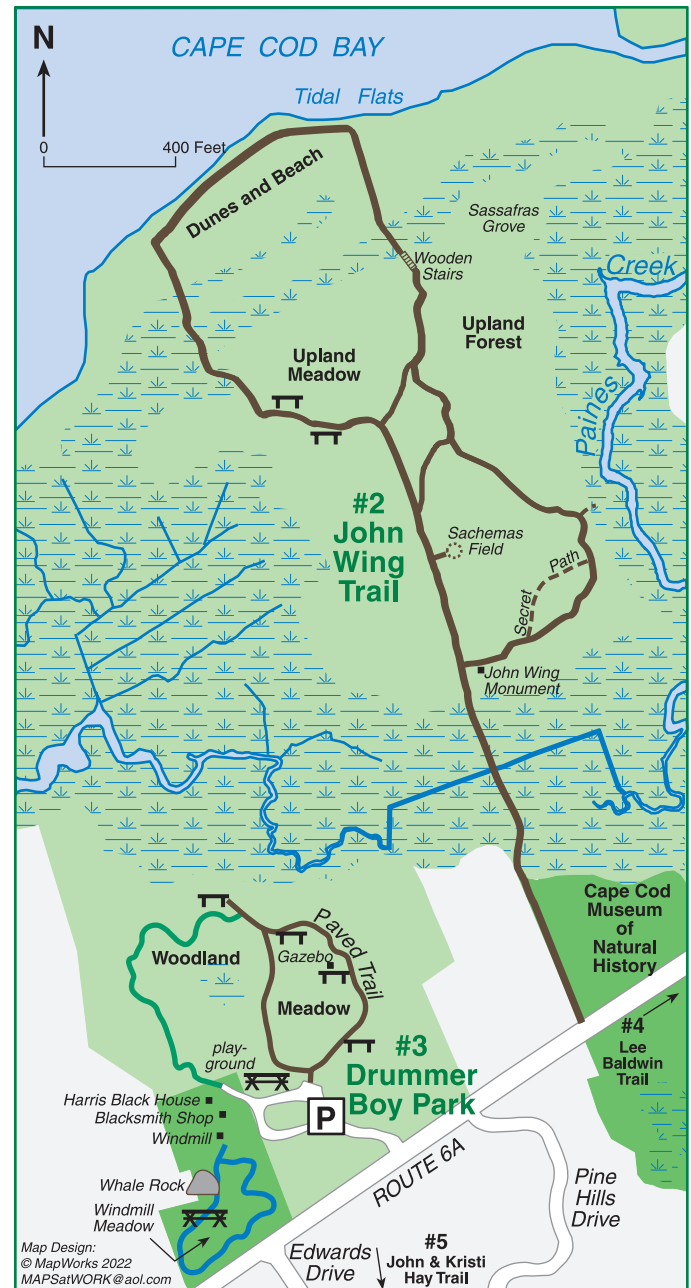 N
CAPE COD BAY
Tidal Flats
0
400 Feet
Dunes and Beach
Sassafras
Grove
Wooden
Stairs
Creek
Paines
Upland
Forest
Upland
Meadow
#2
John
Wing
Trail
Sachemas
Field
Secret
Path
John Wing
Monument
Cape Cod
Museum
of
Natural
History
Woodland
Paved Trail
Gazebo
Meadow
#4
Lee
Baldwin
Trail
play-
ground
#3
Drummer
Boy Park
P
Harris Black House
Blacksmith Shop
Windmill
Whale Rock
Windmill
Meadow
ROUTE 6A
Pine
Hills
Drive
Edwards
Drive
#5
John & Kristi
Hay Trail
Map Design:
© MapWorks 2022
MAPSatWORK@aol.com